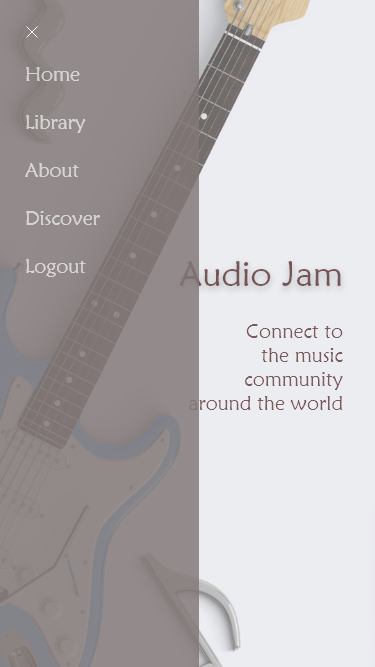 Home
Library
About
Discover
Logout
Audio Jam
Connect to
the music
community
around the world